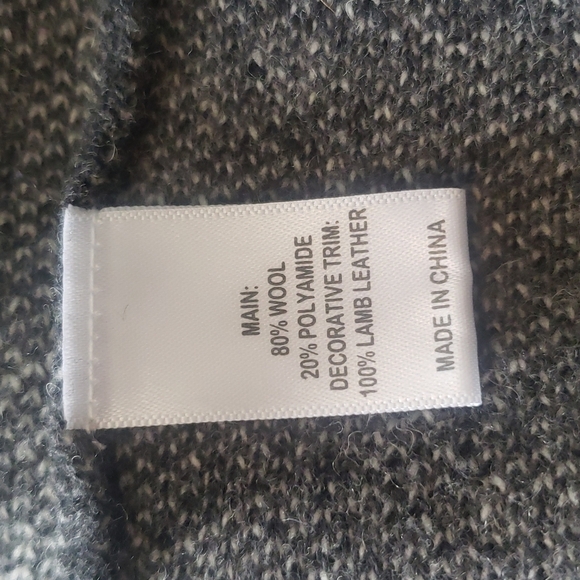 MAIN:
80% WOOL
20% POLYAMIDE
DECORATIVE TRIM:
100% LAMB LEATHER
MADE IN CHINA